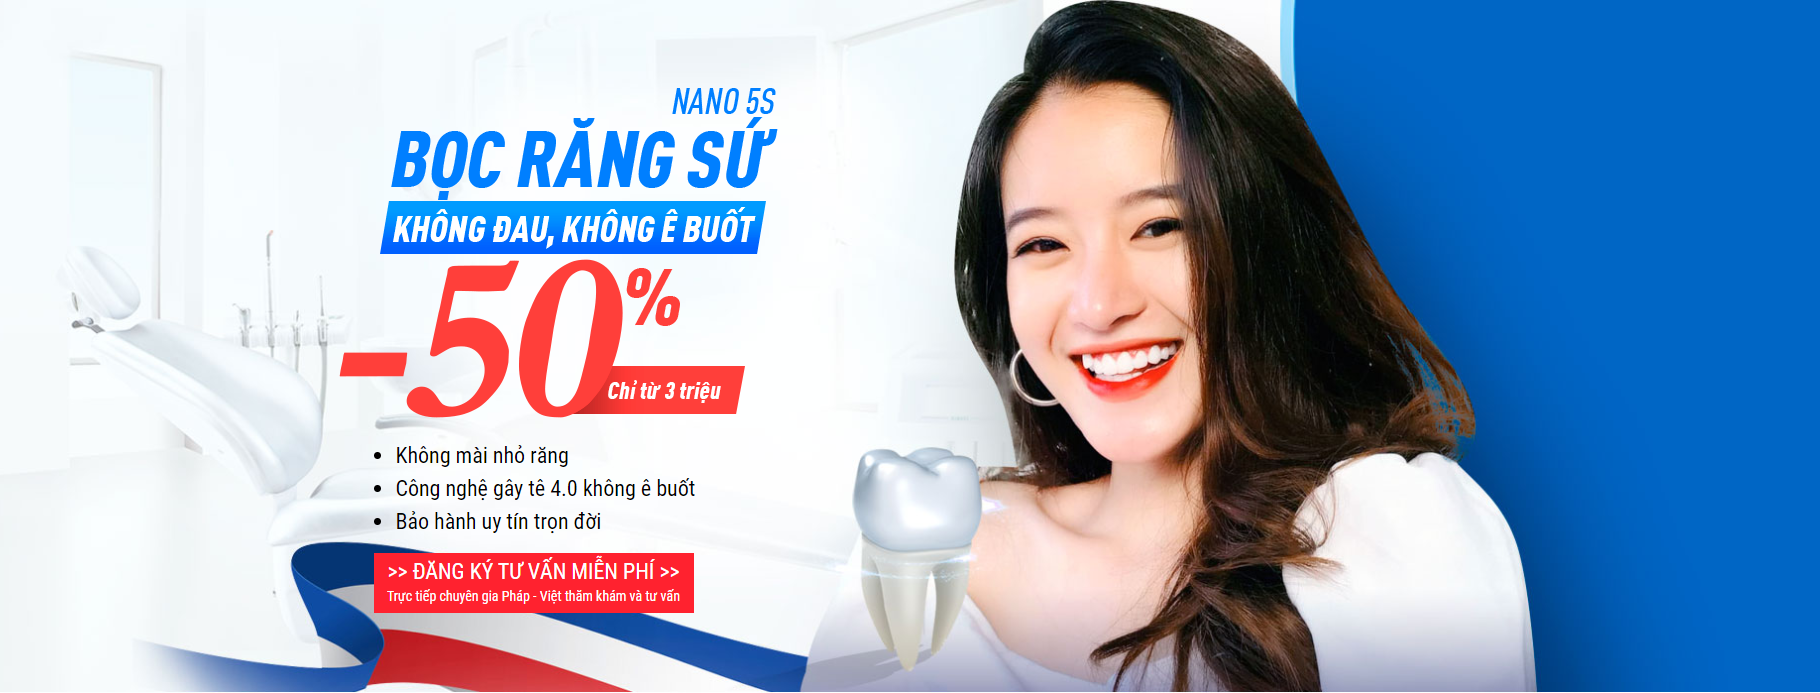 NANO 5S
BỌC RĂNG SỨ
KHÔNG ĐAU, KHÔNG Ê BUỐT
-50%
Chỉ từ 3 triệu
• Không mài nhỏ răng
• Công nghệ gây tê 4.0 không ê buốt
• Bảo hành uy tín trọn đời
>> ĐĂNG KÝ TƯ VẤN MIỄN PHÍ >>
Trực tiếp chuyên gia Pháp - Việt thăm khám và tư vấn